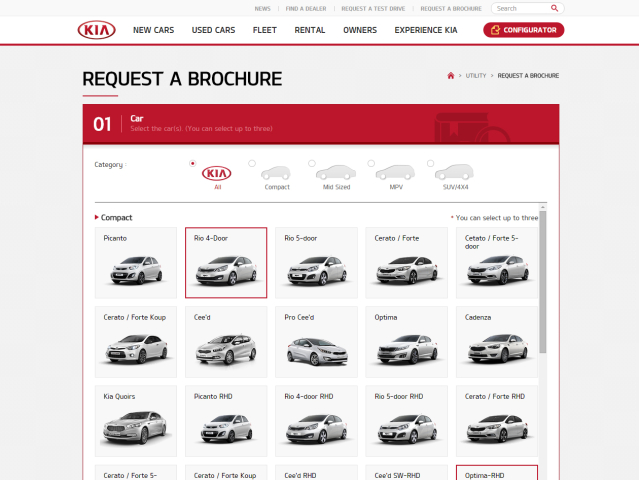 NEWS | FIND A DEALER | REQUEST A TEST DRIVE | REQUEST A BROCHURE
Search
KIA
NEW CARS USED CARS FLEET RENTAL OWNERS EXPERIENCE KIA
CONFIGURATOR
REQUEST A BROCHURE
> UTILITY > REQUEST A BROCHURE
01
Car
Select the car(s). (You can select up to three)
Category
KIA
All Compact Mid Sized MPV SUV/4X4
Compact
* You can select up to three
Picanto Rio 4-Door Rio 5-door Cerato / Forte Cetato / Forte 5-
door
Cerato / Forte Koup Cee'd Pro Cee'd Optima Cadenza
Kia Quoirs Picanto RHD Rio 4-door RHD Rio 5-door RHD Cerato / Forte RHD
Cerato / Forte 5- Cerato / Forte Koup Cee'd RHD Cee'd SW-RHD Optima-RHD